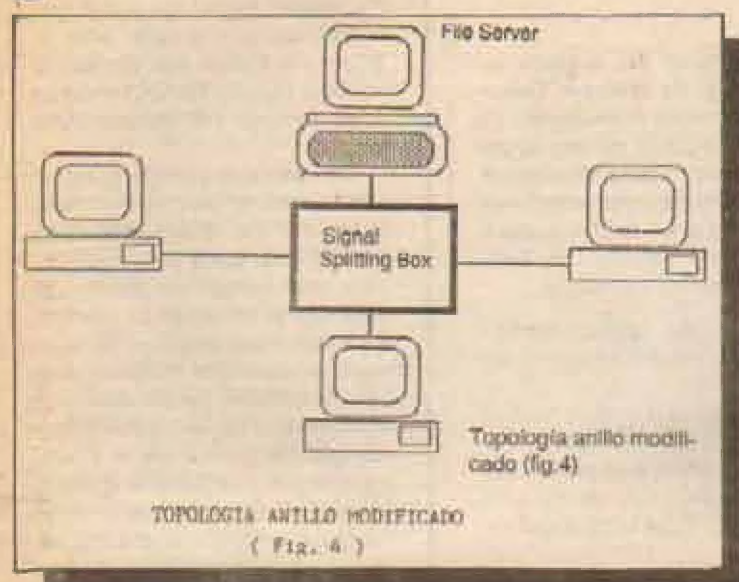 File Server
Signal
Splitting Box
Topología anillo modifi-
cado (fig.4)
TOPOLOGIA ANILLO MODIFICADO
( Fig. 4 )